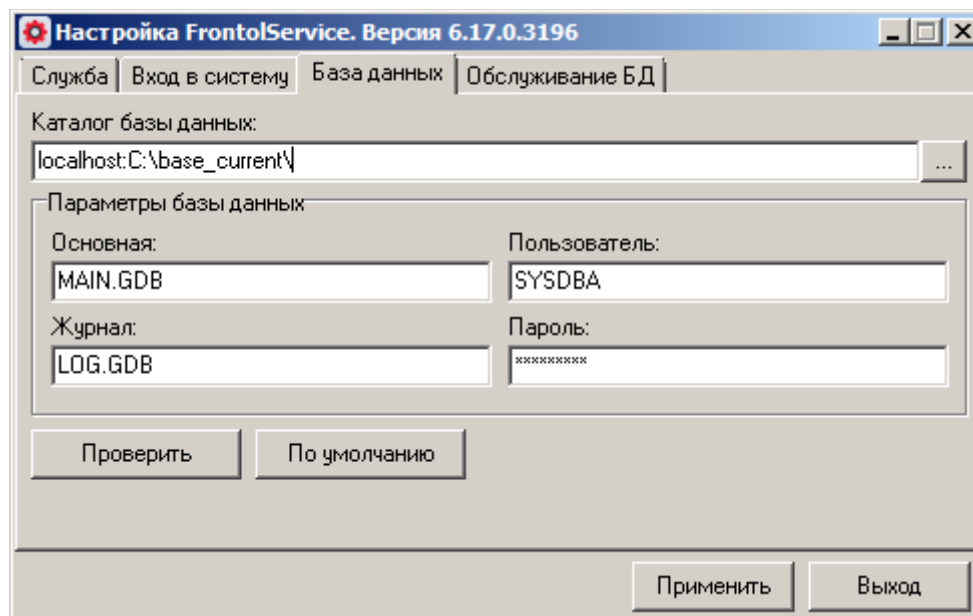 Настройка FrontolService. Версия 6.17.0.3196
Служба Вход в систему База данных Обслуживание БД
Каталог базы данных:
localhost:C:\base_current\
...
Параметры базы данных
Основная: Пользователь:
MAIN.GDB SYSDBA
Журнал: Пароль:
LOG.GDB *********
Проверить По умолчанию
Применить Выход